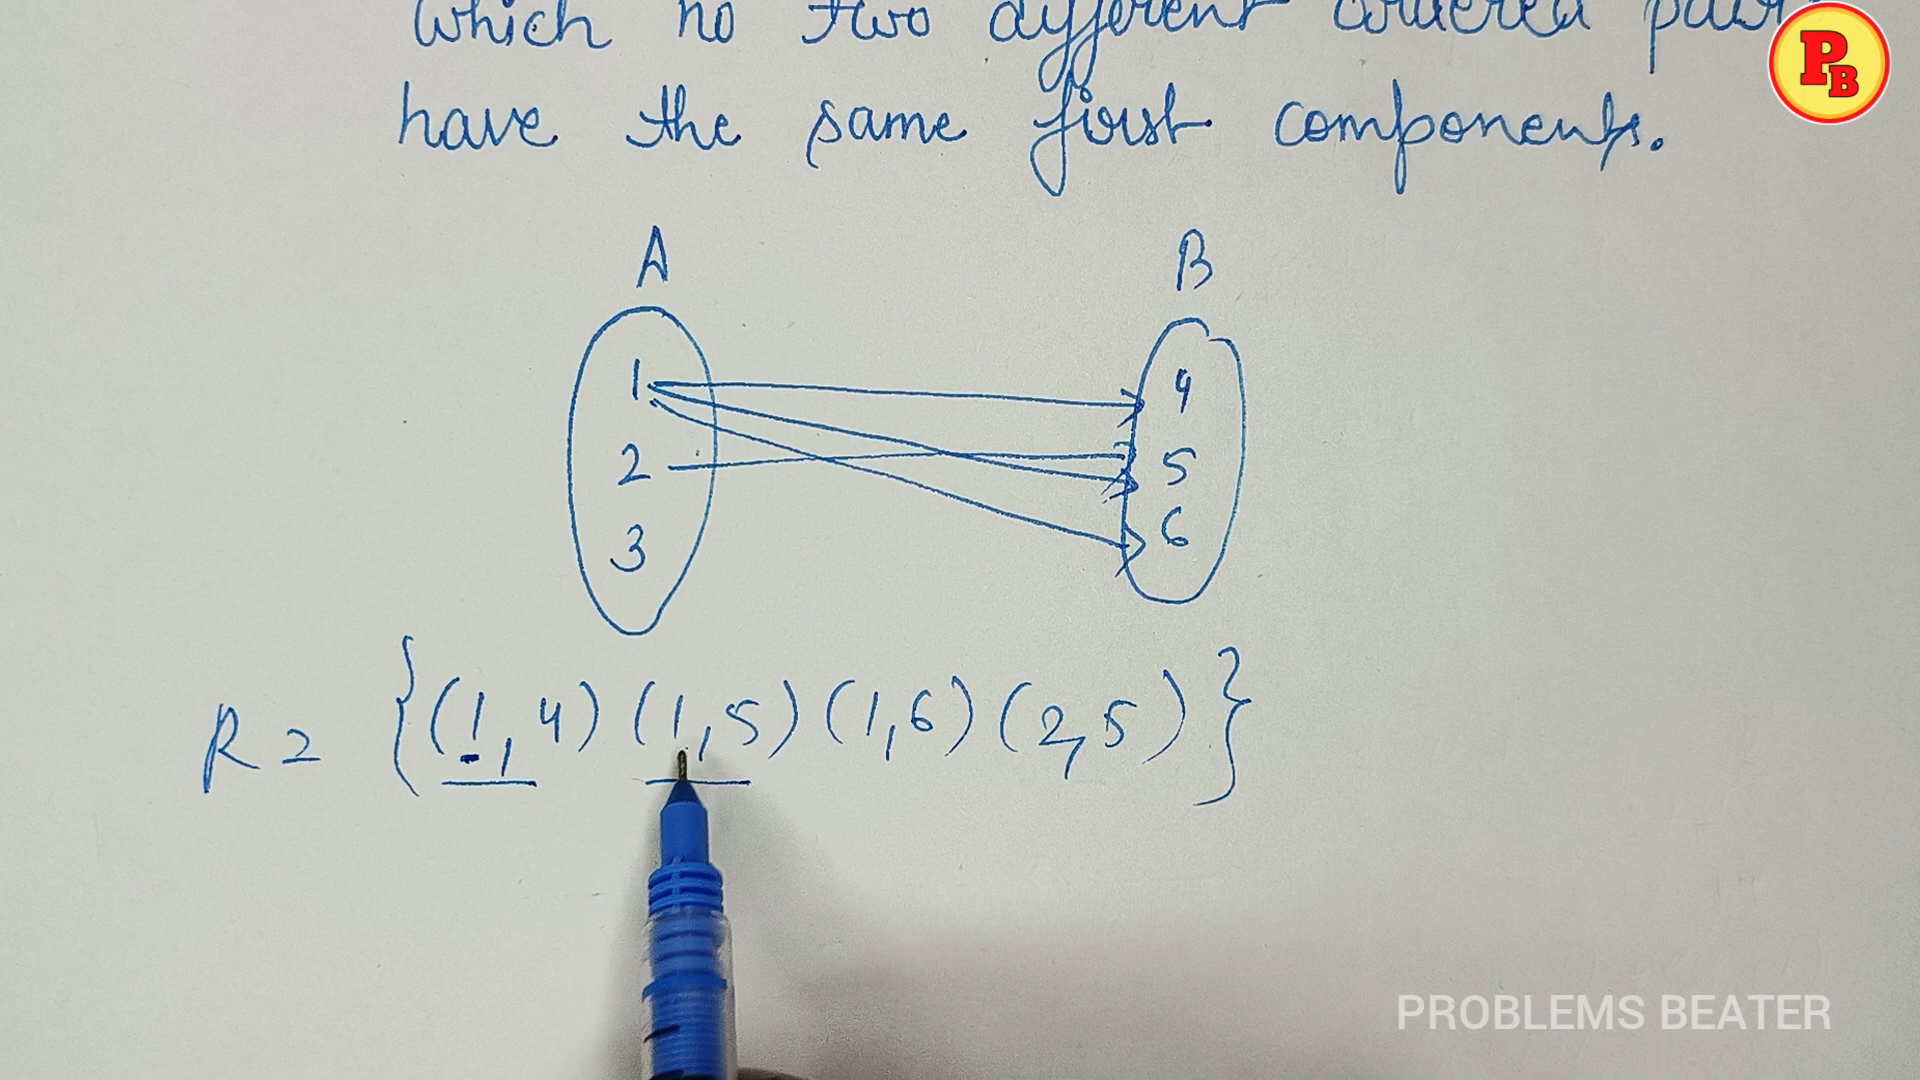 which no two different ordered pairs
PB
have the same first components.
A B
1 4
2 5
3 6
R = {(1, 4) (1, 5) (1, 6) (2, 5)}
PROBLEMS BEATER